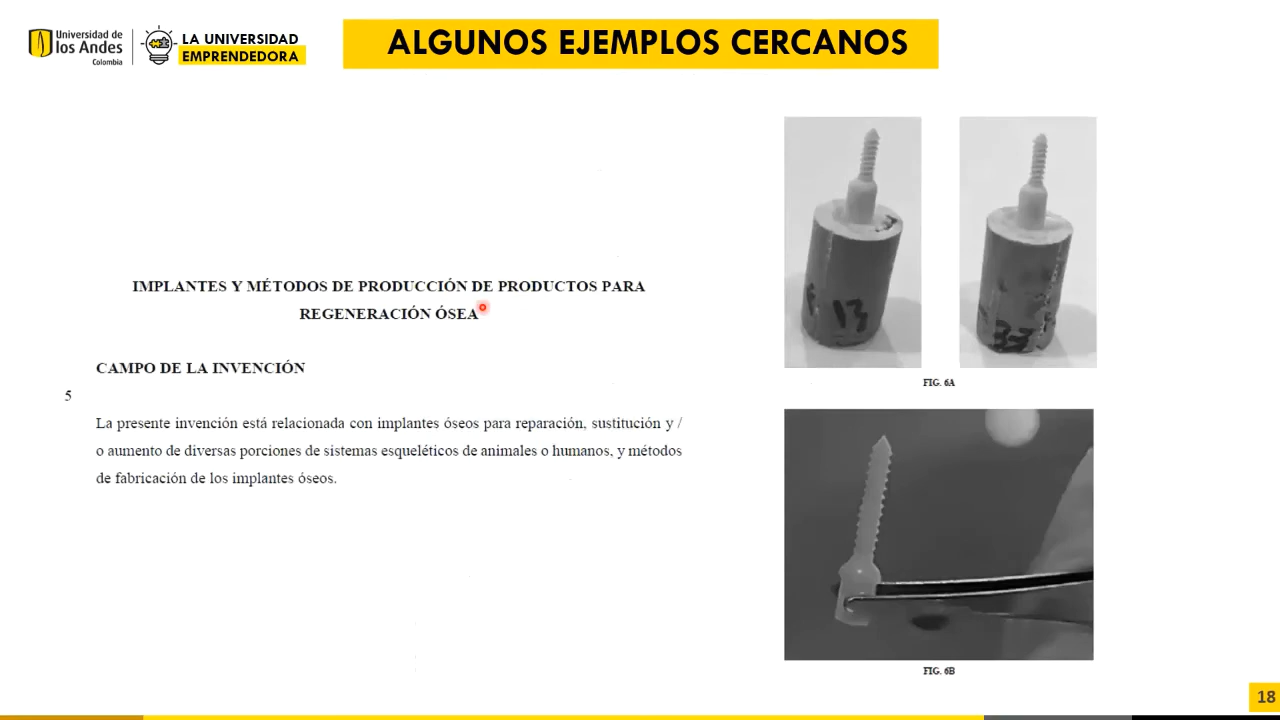 Universidad de
los Andes
Colombia
LA UNIVERSIDAD
EMPRENDEDORA
ALGUNOS EJEMPLOS CERCANOS
IMPLANTES Y MÉTODOS DE PRODUCCIÓN DE PRODUCTOS PARA
REGENERACIÓN ÓSEA
CAMPO DE LA INVENCIÓN
5
La presente invención está relacionada con implantes óseos para reparación, sustitución y /
o aumento de diversas porciones de sistemas esqueléticos de animales o humanos, y métodos
de fabricación de los implantes óseos.
13
33
FIG. 6A
FIG. 6B
18